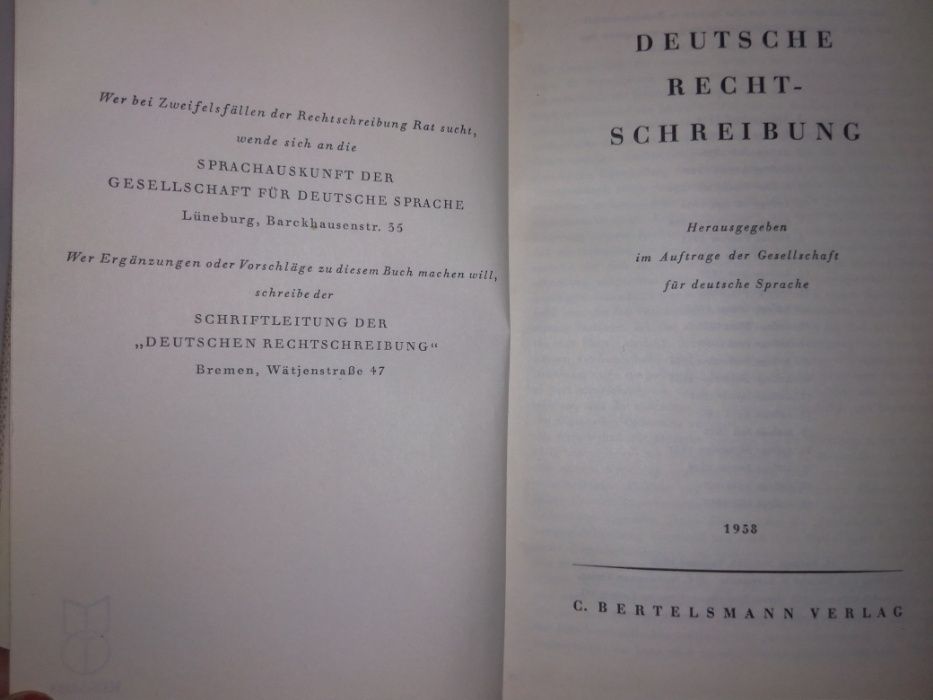 Wer bei Zweifelsfällen der Rechtschreibung Rat sucht,
wende sich an die
SPRACHAUSKUNFT DER
GESELLSCHAFT FÜR DEUTSCHE SPRACHE
Lüneburg, Barckhausenstr. 35
Wer Ergänzungen oder Vorschläge zu diesem Buch machen will,
schreibe der
SCHRIFTLEITUNG DER
„DEUTSCHEN RECHTSCHREIBUNG“
Bremen, Wätjenstraße 47
DEUTSCHE
RECHT-
SCHREIBUNG
Herausgegeben
im Auftrage der Gesellschaft
für deutsche Sprache
1958
C. BERTELSMANN VERLAG